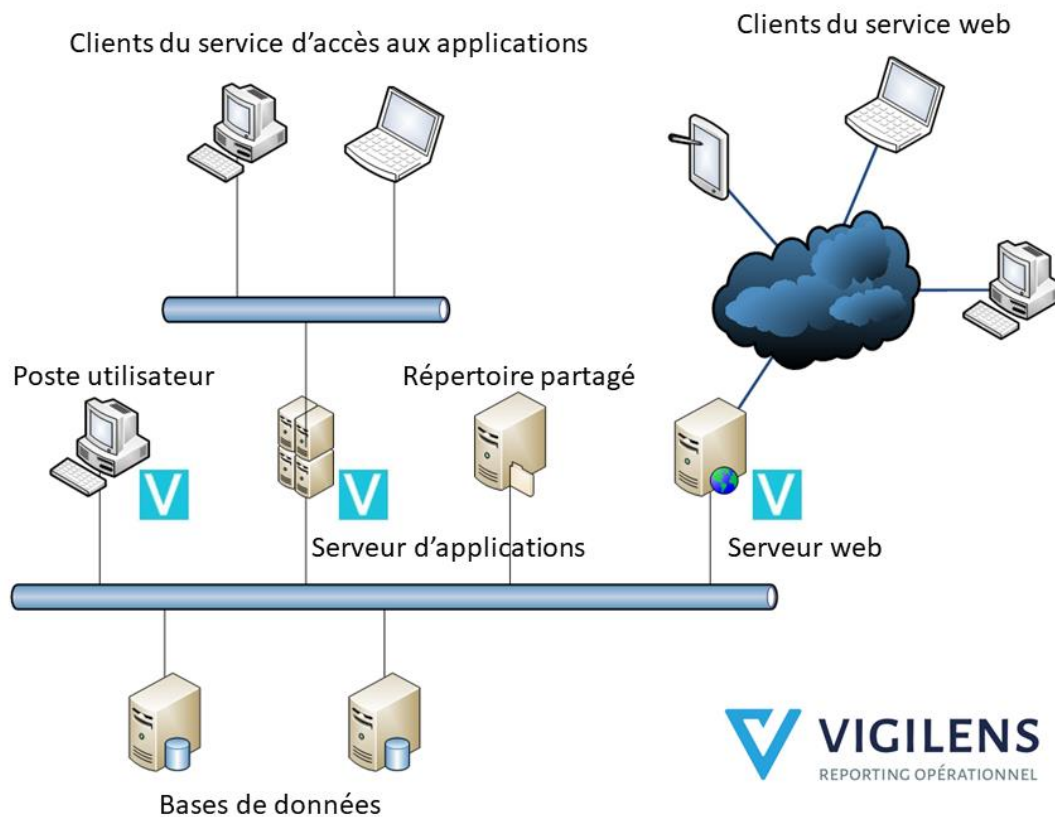 Clients du service d'accès aux applications
Clients du service web
Poste utilisateur
Répertoire partagé
V
V
V
Serveur d'applications
Serveur web
Bases de données
VIGILENS
REPORTING OPÉRATIONNEL